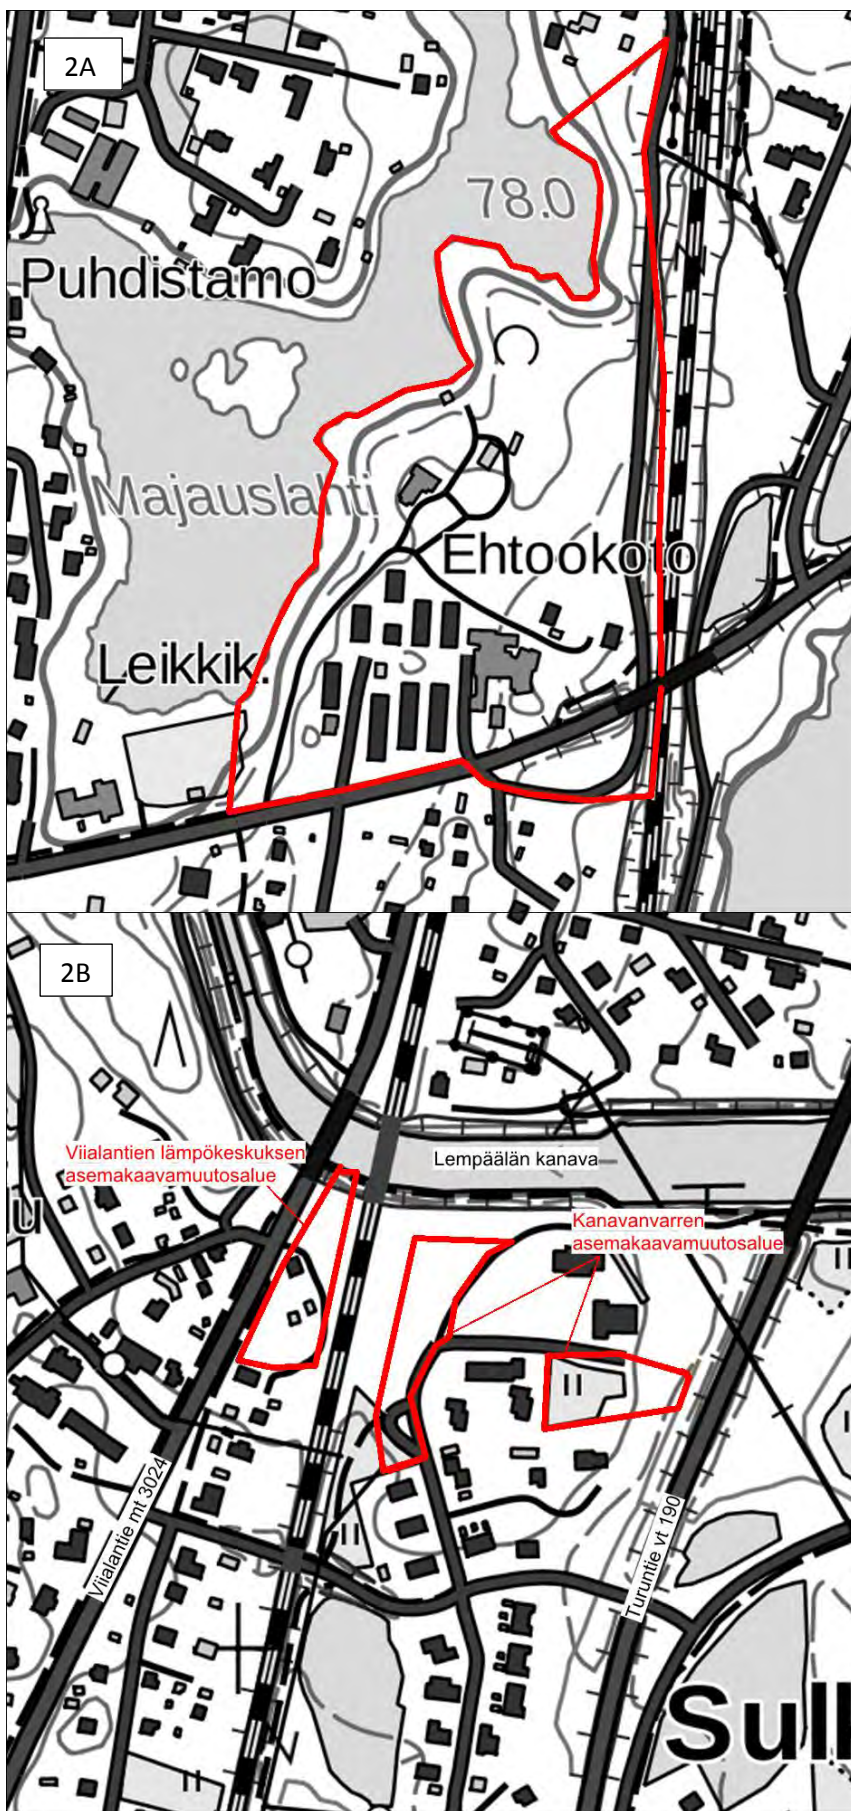 2A
78.0
Puhdistamo
Majauslahti
Ehtookoto
Leikkik.
2B
Viialantien lämpökeskuksen
asemakaavamuutosalue
Lempäälän kanava
Kanavanvarren
asemakaavamuutosalue
lu
Viialantie mt 3024
Turuntie vt 190
Sull